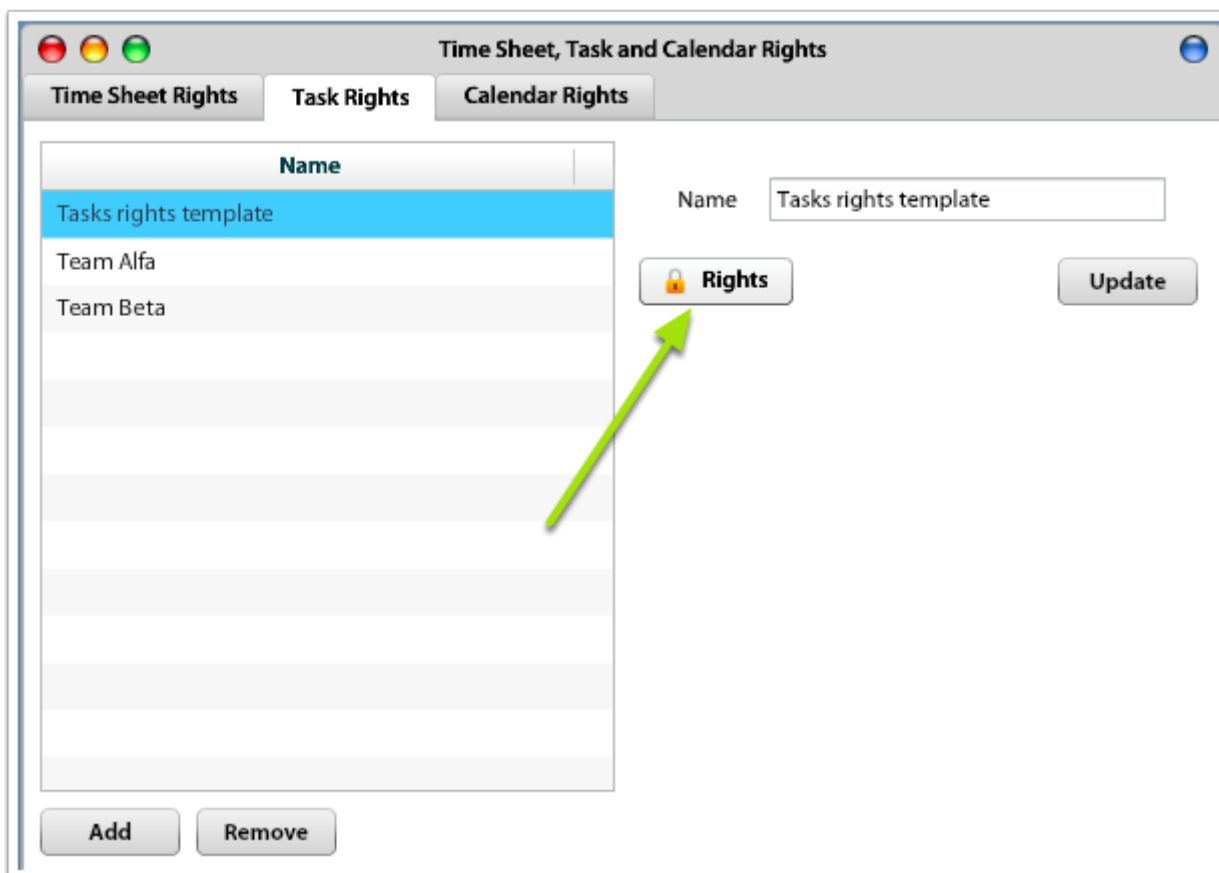 Time Sheet, Task and Calendar Rights
Time Sheet Rights
Task Rights
Calendar Rights
Name
Tasks rights template
Team Alfa
Team Beta
Name
Tasks rights template
Rights
Update
Add
Remove